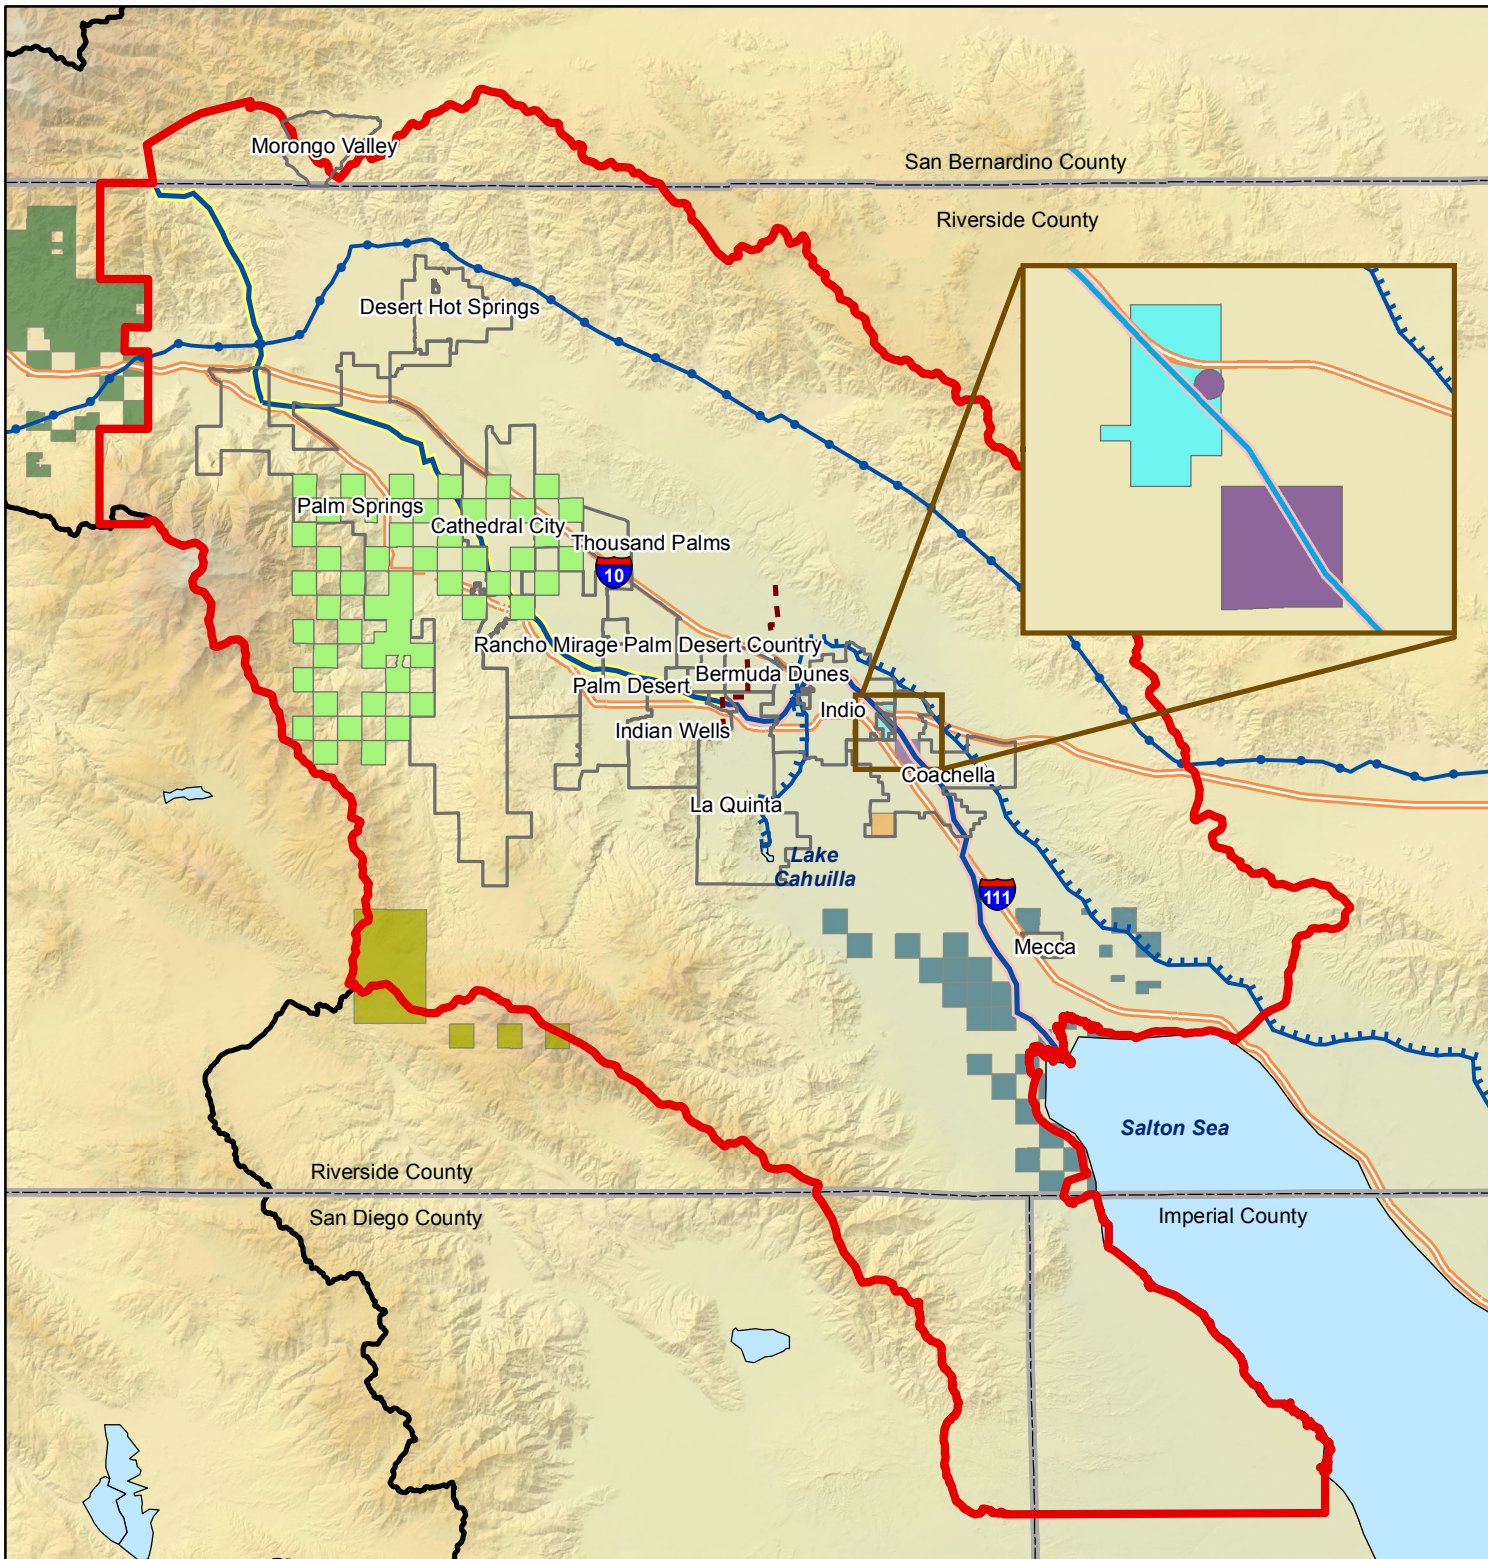 Morongo Valley
San Bernardino County
Riverside County
Desert Hot Springs
Palm Springs
Cathedral City
Thousand Palms
10
Rancho Mirage
Palm Desert Country
Bermuda Dunes
Palm Desert
Indio
Indian Wells
Coachella
La Quinta
Lake
Cahuilla
111
Mecca
Salton Sea
Riverside County
San Diego County
Imperial County